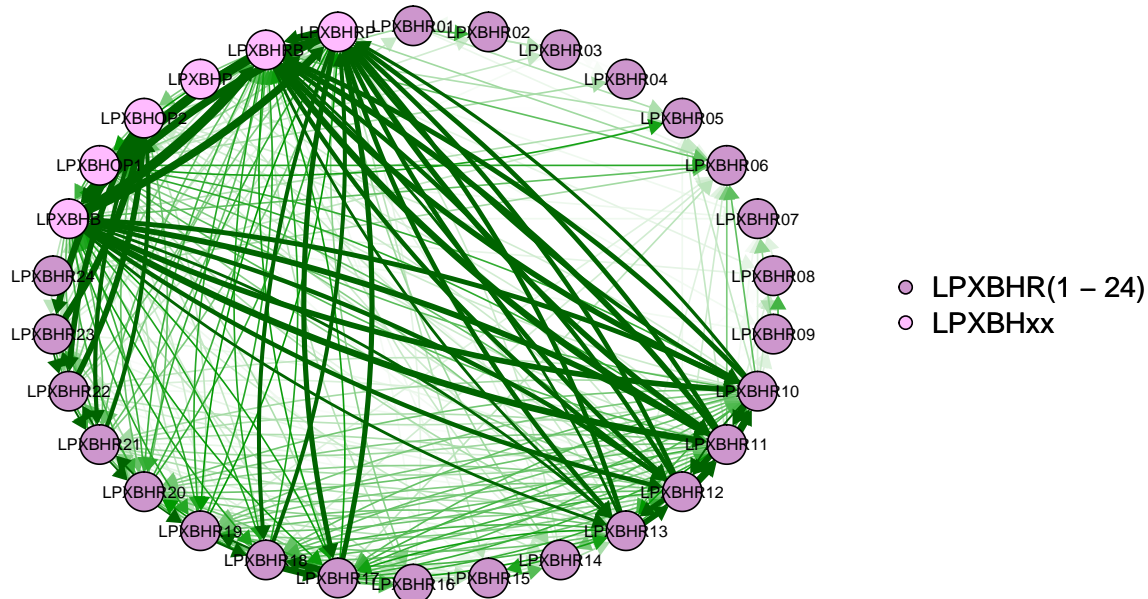 LPXBHR01
LPXBHR02
LPXBHRP
LPXBHRB
LPXBHR03
LPXBHP
LPXBHR04
LPXBHOP2
LPXBHR05
LPXBHOP1
LPXBHR06
LPXBHB
LPXBHR07
LPXBHR24
LPXBHR08
LPXBHR(1 – 24)
LPXBHxx
LPXBHR23
LPXBHR09
LPXBHR22
LPXBHR10
LPXBHR21
LPXBHR11
LPXBHR20
LPXBHR12
LPXBHR19
LPXBHR13
LPXBHR18
LPXBHR14
LPXBHR17
LPXBHR16
LPXBHR15